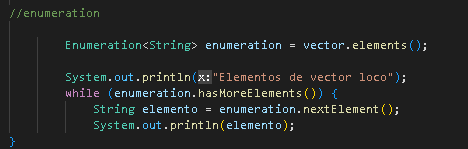 //enumeration
Enumeration<String> enumeration = vector.elements();
System.out.println(x:"Elementos de vector loco");
while (enumeration.hasMoreElements()) {
String elemento = enumeration.nextElement();
System.out.println(elemento);
}